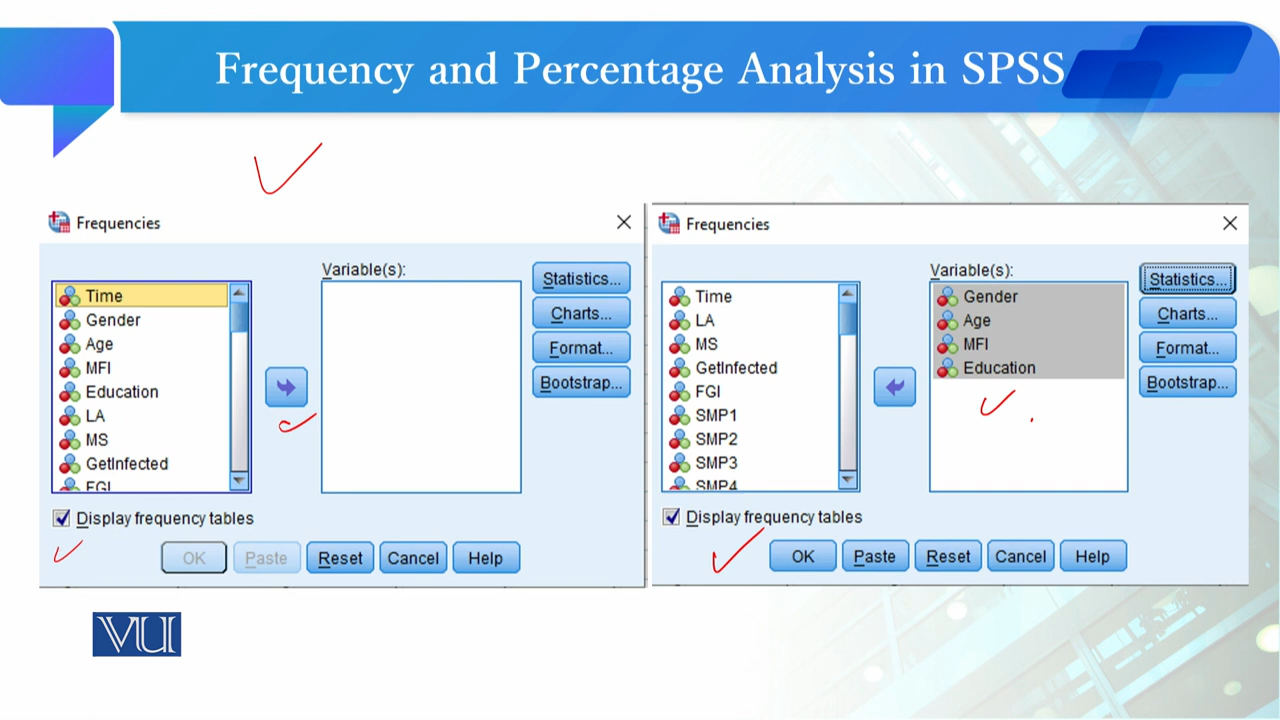 Frequency and Percentage Analysis in SPSS
Frequencies
Variable(s):
Time
Gender
Age
MFI
Education
LA
MS
GetInfected
FGI
Statistics...
Charts...
Format...
Bootstrap...
Display frequency tables
OK
Paste
Reset
Cancel
Help
Frequencies
Variable(s):
Time
LA
MS
GetInfected
FGI
SMP1
SMP2
SMP3
SMP4
Gender
Age
MFI
Education
Statistics...
Charts...
Format...
Bootstrap...
Display frequency tables
OK
Paste
Reset
Cancel
Help
VU